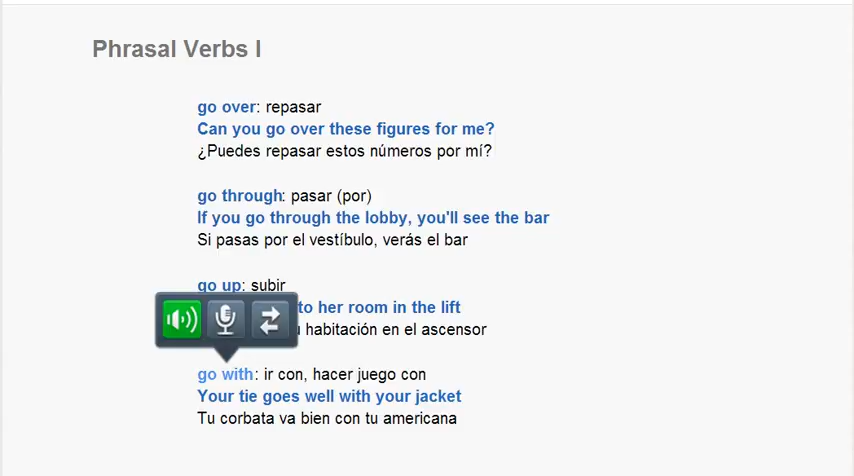 Phrasal Verbs I
go over: repasar
Can you go over these figures for me?
¿Puedes repasar estos números por mí?
go through: pasar (por)
If you go through the lobby, you'll see the bar
Si pasas por el vestíbulo, verás el bar
go up: subir
to her room in the lift
habitación en el ascensor
go with: ir con, hacer juego con
Your tie goes well with your jacket
Tu corbata va bien con tu americana